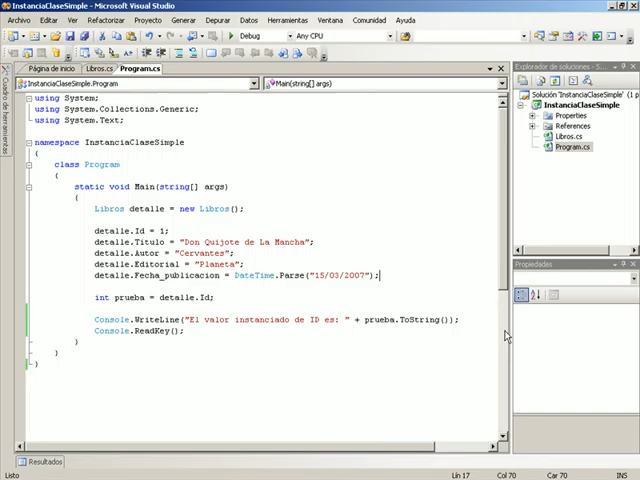 InstanciaClaseSimple - Microsoft Visual Studio
Archivo Editar Ver Refactorizar Proyecto Generar Depurar Datos Herramientas Ventana Comunidad Ayuda
Debug Any CPU
Página de inicio Libros.cs Program.cs
InstanciaClaseSimple.Program Main(string[] args)
Cuadro de herramientas
using System;
using System.Collections.Generic;
using System.Text;
namespace InstanciaClaseSimple
{
class Program
{
static void Main(string[] args)
{
Libros detalle = new Libros();
detalle.Id = 1;
detalle.Titulo = "Don Quijote de La Mancha";
detalle.Autor = "Cervantes";
detalle.Editorial = "Planeta";
detalle.Fecha_publicacion = DateTime.Parse("15/03/2007");
int prueba = detalle.Id;
Console.WriteLine("El valor instanciado de ID es: " + prueba.ToString());
Console.ReadKey();
}
}
}
Explorador de soluciones - InstanciaC...
Solución 'InstanciaClaseSimple' (1 p
InstanciaClaseSimple
Properties
References
Libros.cs
Program.cs
Propiedades
Resultados
Listo Lín 17 Col 70 Car 70 INS